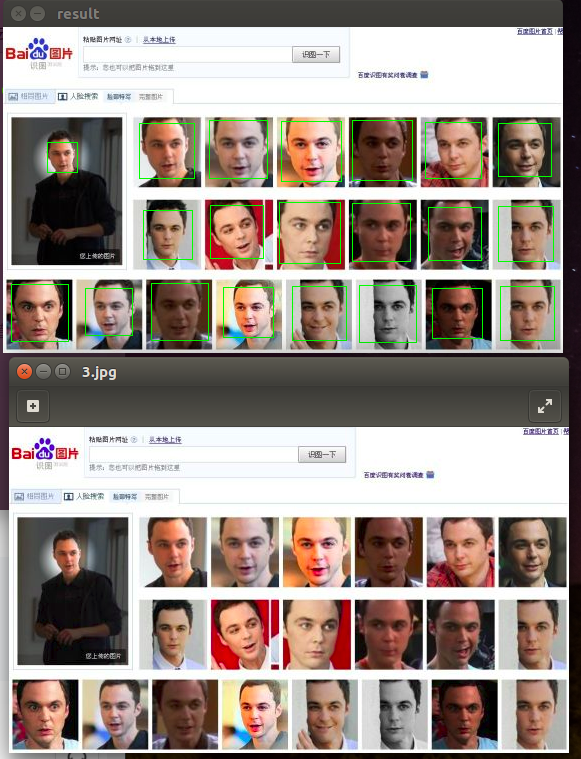 result
百度图片首页
Bai du 图片
识图
粘贴图片网址
从本地上传
识图一下
提示：您也可以把图片拖到这里
百度识图有奖问卷调查
相同图片
人脸搜索
脸部特写
完整图片
您上传的图片
3.jpg
百度图片首页
Bai du 图片
识图
粘贴图片网址
从本地上传
识图一下
提示：您也可以把图片拖到这里
百度识图有奖问卷调查
相同图片
人脸搜索
脸部特写
完整图片
您上传的图片